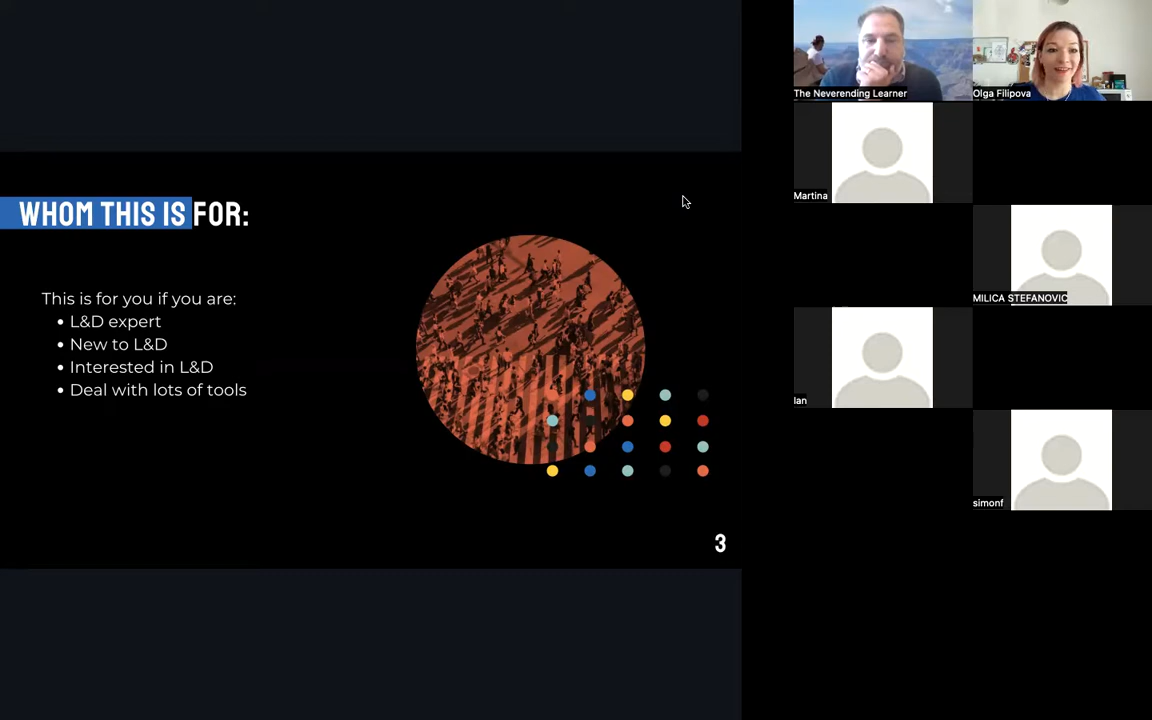 The Neverending Learner
Olga Filipova
Martina
WHOM THIS IS FOR:
MILICA STEFANOVIC
This is for you if you are:
• L&D expert
• New to L&D
• Interested in L&D
• Deal with lots of tools
Ian
simonf
3